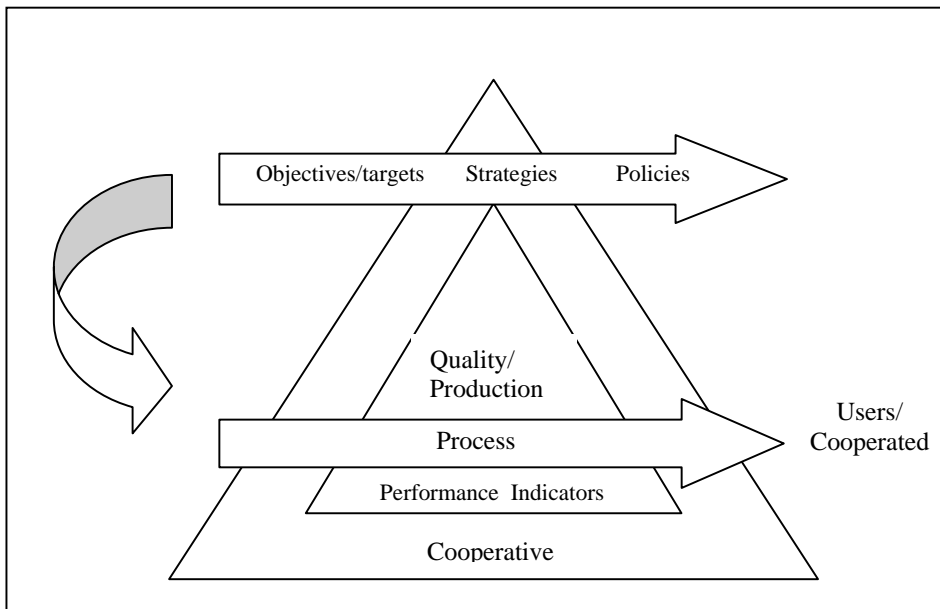 Objectives/targets Strategies Policies
Quality/
Production
Process
Users/
Cooperated
Performance Indicators
Cooperative